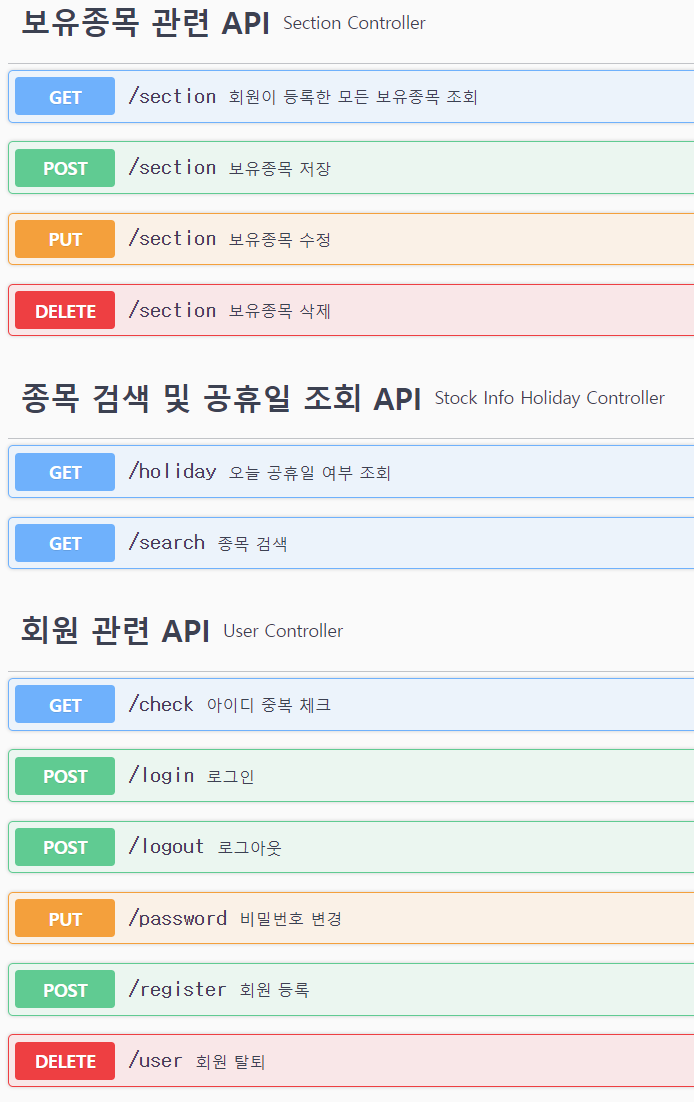 보유종목 관련 API Section Controller
GET /section 회원이 등록한 모든 보유종목 조회
POST /section 보유종목 저장
PUT /section 보유종목 수정
DELETE /section 보유종목 삭제
종목 검색 및 공휴일 조회 API Stock Info Holiday Controller
GET /holiday 오늘 공휴일 여부 조회
GET /search 종목 검색
회원 관련 API User Controller
GET /check 아이디 중복 체크
POST /login 로그인
POST /logout 로그아웃
PUT /password 비밀번호 변경
POST /register 회원 등록
DELETE /user 회원 탈퇴